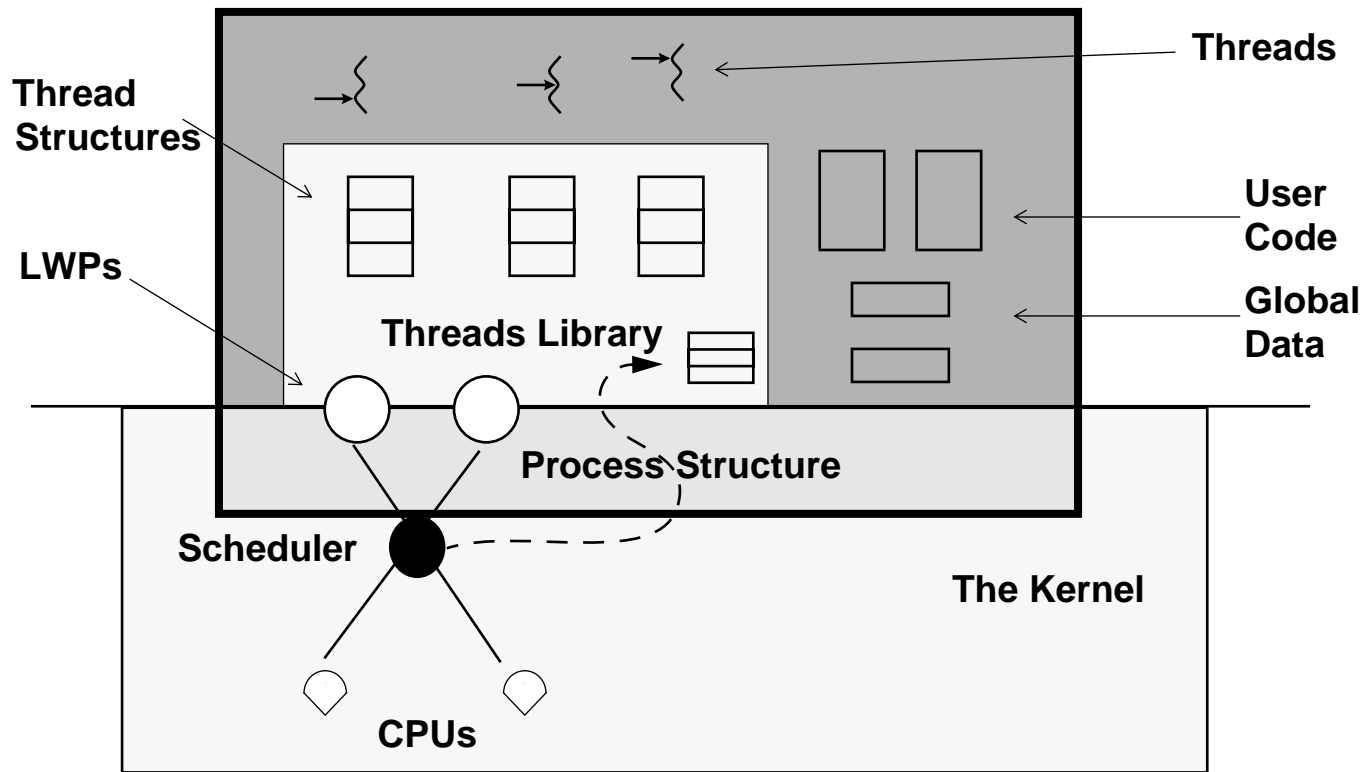 Threads
Thread
Structures
User
Code
LWPs
Global
Data
Threads Library
Process Structure
Scheduler
The Kernel
CPUs